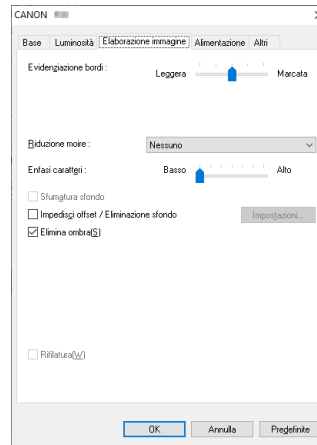 CANON
Base Luminosità Elaborazione immagine Alimentazione Altri
Evidenziazione bordi : Leggera Marcata
Riduzione moire : Nessuno
Enfasi caratteri : Basso Alto
Sfumatura sfondo
Impedisci offset / Eliminazione sfondo Impostazioni...
Elimina ombra(S)
Rifilatura(W)
OK Annulla Predefinite